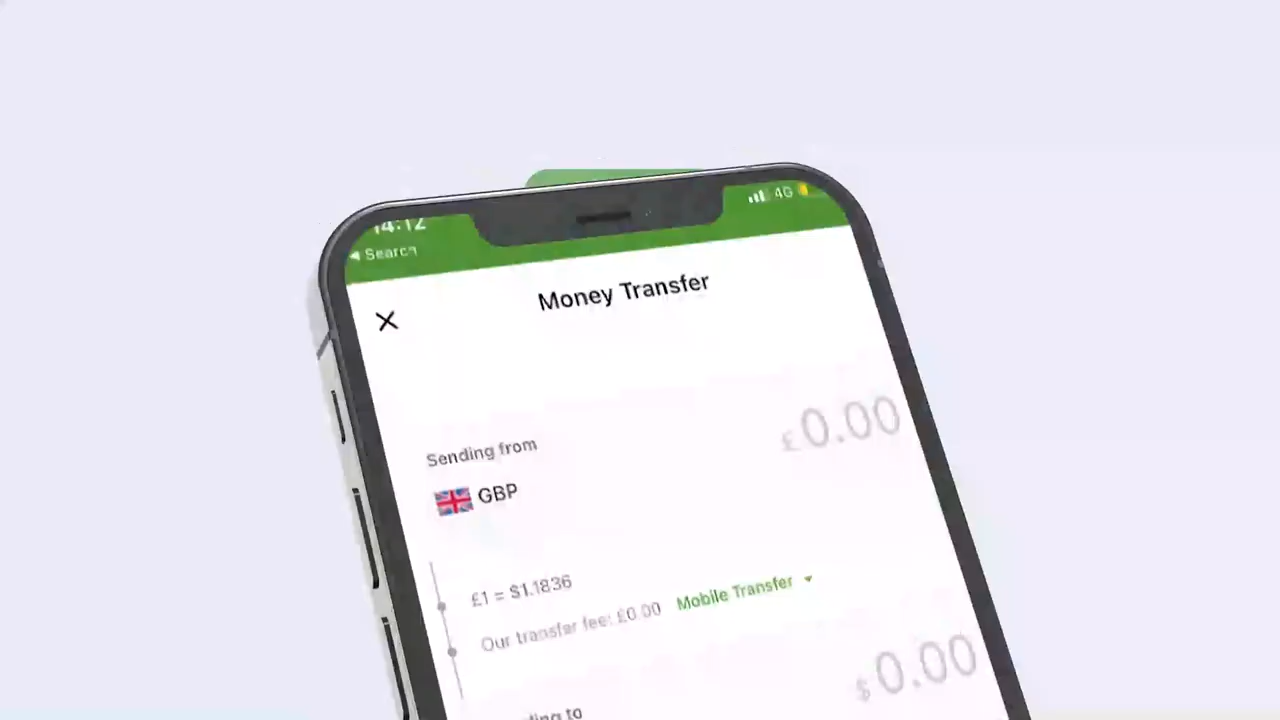 14:12
4G
Search
Money Transfer
Sending from
£0.00
GBP
£1 = $1.1836
Our transfer fee: £0.00 Mobile Transfer
$0.00
to